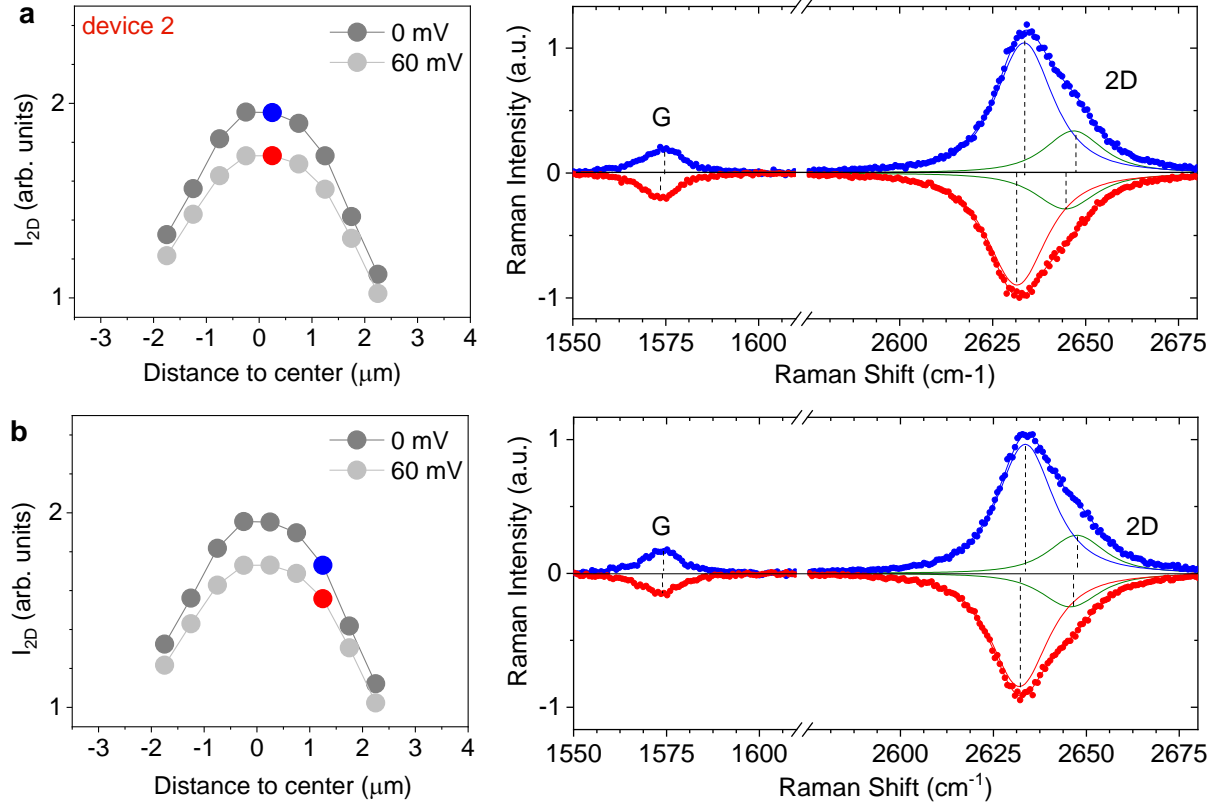 a
device 2
0 mV
60 mV
2
1
I2D (arb. units)
-3 -2 -1 0 1 2 3 4
Distance to center (μm)
G
2D
1
0
-1
Raman Intensity (a.u.)
1550 1575 1600 2600 2625 2650 2675
Raman Shift (cm-1)
b
0 mV
60 mV
2
1
I2D (arb. units)
-3 -2 -1 0 1 2 3 4
Distance to center (μm)
G
2D
1
0
-1
Raman Intensity (a.u.)
1550 1575 1600 2600 2625 2650 2675
Raman Shift (cm⁻¹)